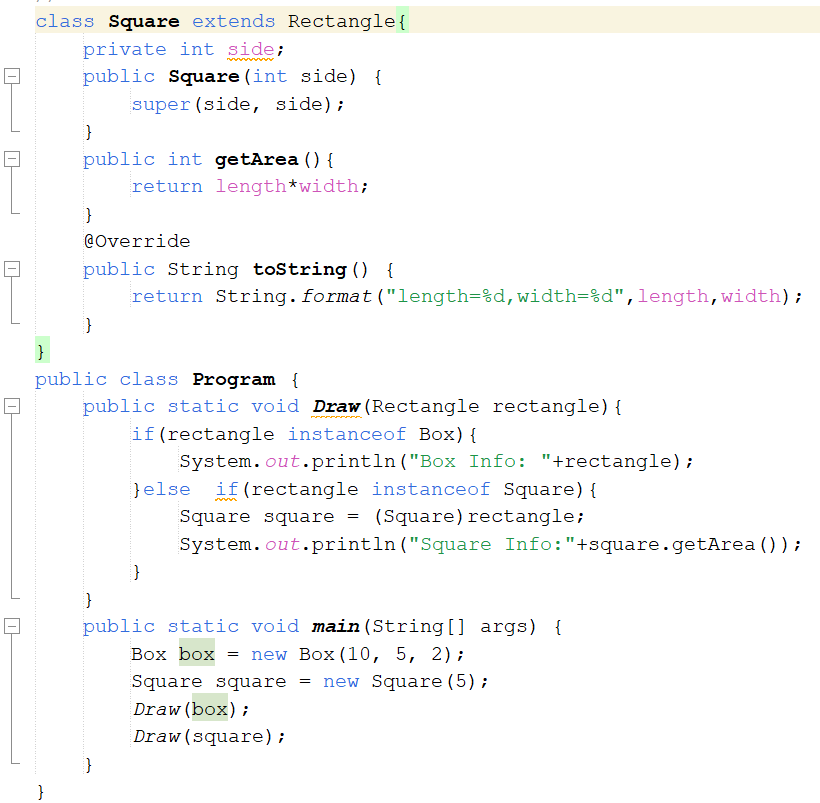 class Square extends Rectangle{
    private int side;
    public Square(int side) {
        super(side, side);
    }
    public int getArea(){
        return length*width;
    }
    @Override
    public String toString() {
        return String.format("length=%d,width=%d",length,width);
    }
}
public class Program {
    public static void Draw(Rectangle rectangle){
        if(rectangle instanceof Box){
            System.out.println("Box Info: "+rectangle);
        }else  if(rectangle instanceof Square){
            Square square = (Square)rectangle;
            System.out.println("Square Info:"+square.getArea());
        }
    }
    public static void main(String[] args) {
        Box box = new Box(10, 5, 2);
        Square square = new Square(5);
        Draw(box);
        Draw(square);
    }
}